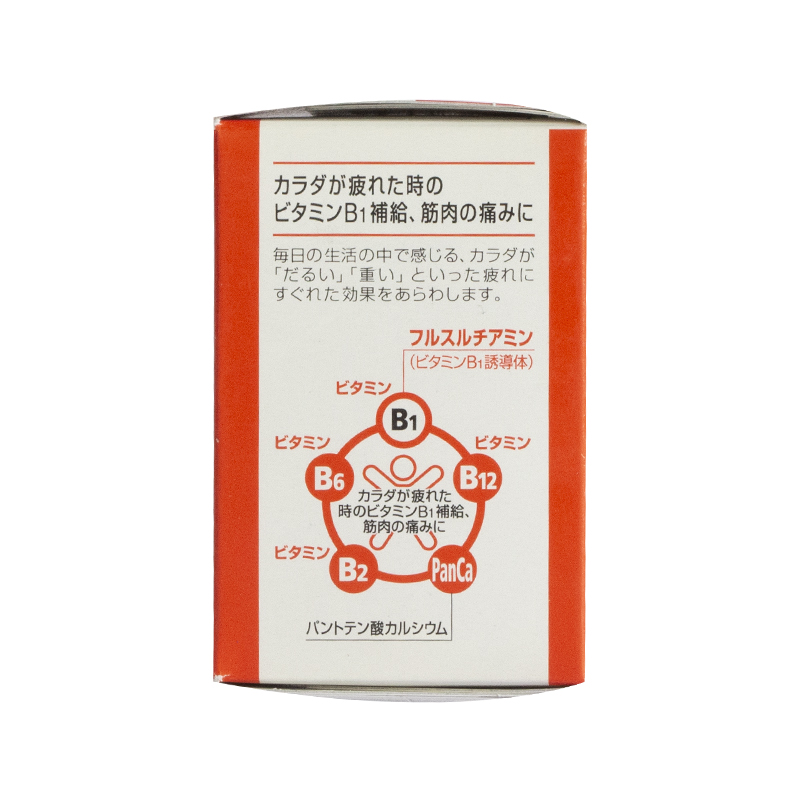 カラダが疲れた時の
ビタミンB1補給、筋肉の痛みに
毎日の生活の中で感じる、カラダが
「だるい」「重い」といった疲れに
すぐれた効果をあらわします。
フルスルチアミン
(ビタミンB1誘導体)
ビタミン
B1
ビタミン
B6
ビタミン
B12
カラダが疲れた
時のビタミンB1補給、
筋肉の痛みに
ビタミン
B2
PanCa
パントテン酸カルシウム